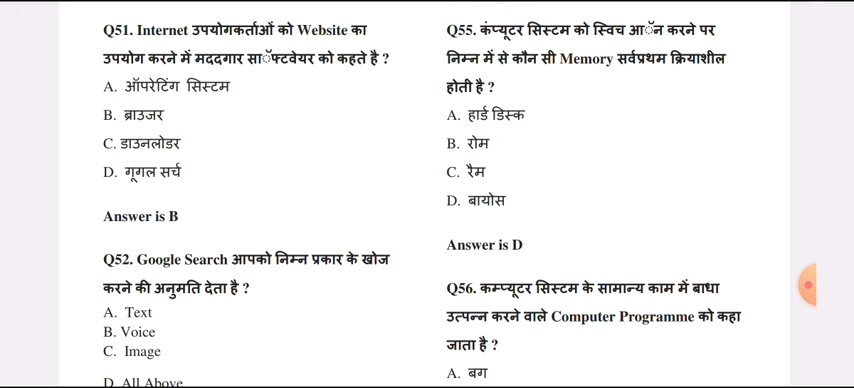 Q51. Internet उपयोगकर्ताओं को Website का
उपयोग करने में मददगार सॉफ्टवेयर को कहते है ?
A. ऑपरेटिंग सिस्टम
B. ब्राउजर
C. डाउनलोडर
D. गूगल सर्च
Answer is B
Q52. Google Search आपको निम्न प्रकार के खोज
करने की अनुमति देता है ?
A. Text
B. Voice
C. Image
D. All Above
Q55. कंप्यूटर सिस्टम को स्विच ऑन करने पर
निम्न में से कौन सी Memory सर्वप्रथम क्रियाशील
होती है ?
A. हार्ड डिस्क
B. रोम
C. रैम
D. बायोस
Answer is D
Q56. कम्प्यूटर सिस्टम के सामान्य काम में बाधा
उत्पन्न करने वाले Computer Programme को कहा
जाता है ?
A. बग